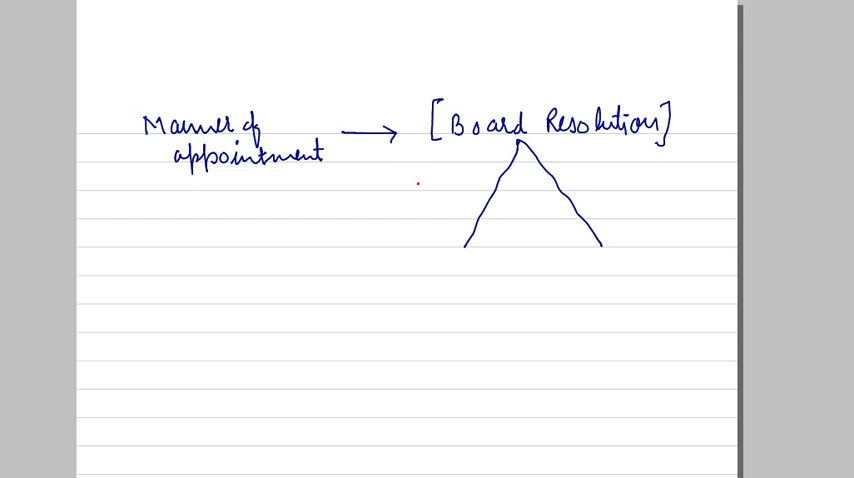 Manner of → [Board Resolution]
appointment